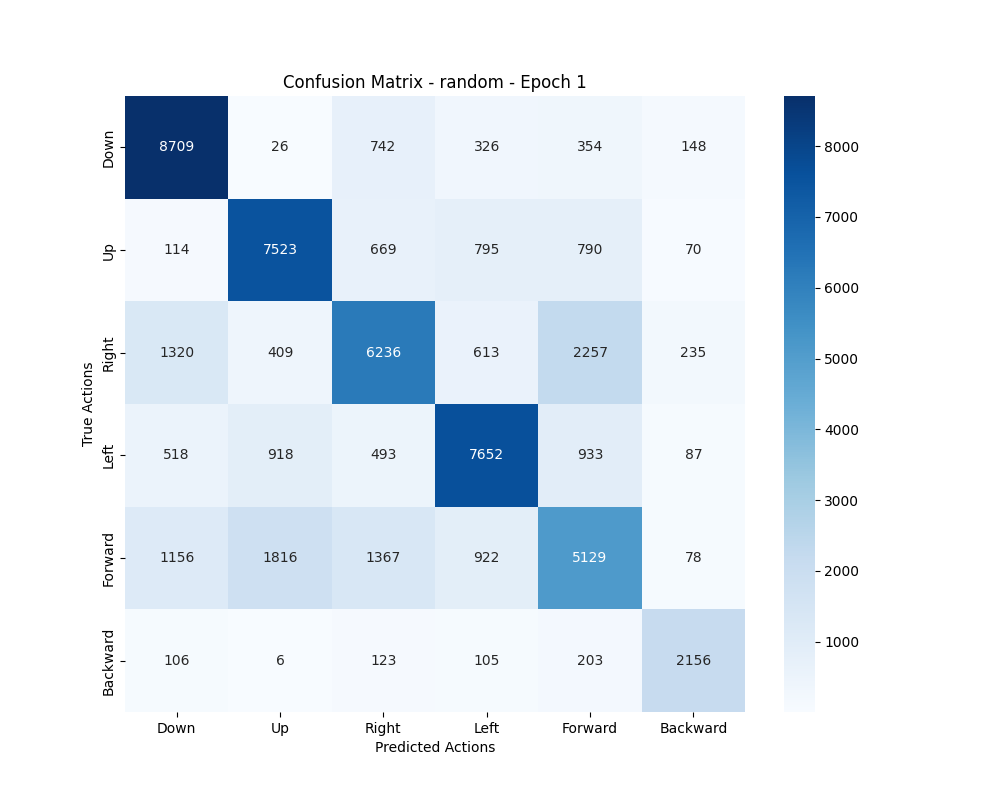 Confusion Matrix - random - Epoch 1
True Actions
Down 8709 26 742 326 354 148
Up 114 7523 669 795 790 70
Right 1320 409 6236 613 2257 235
Left 518 918 493 7652 933 87
Forward 1156 1816 1367 922 5129 78
Backward 106 6 123 105 203 2156
Down Up Right Left Forward Backward
Predicted Actions
8000
7000
6000
5000
4000
3000
2000
1000